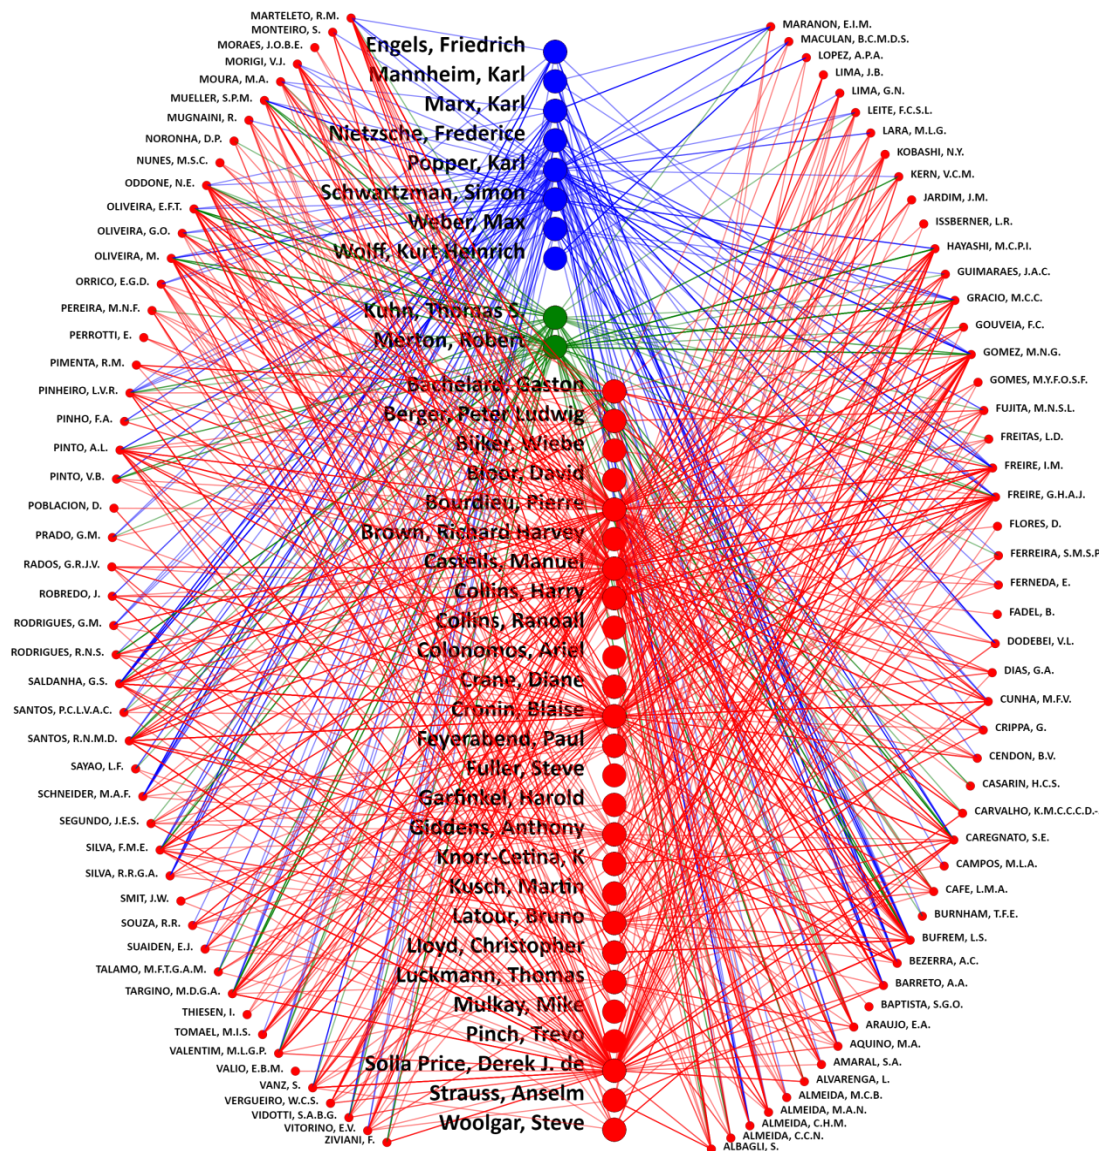 MARTELETO, R.M.
MONTEIRO, S.
MORAES, J.O.B.E.
MORIGI, V.J.
MOURA, M.A.
MUELLER, S.P.M.
MUGNAINI, R.
NORONHA, D.P.
NUNES, M.S.C.
ODDONE, N.E.
OLIVEIRA, E.F.T.
OLIVEIRA, G.O.
OLIVEIRA, M.
ORRICO, E.G.D.
PEREIRA, M.N.F.
PERROTTI, E.
PIMENTA, R.M.
PINHEIRO, L.V.R.
PINHO, F.A.
PINTO, A.L.
PINTO, V.B.
POBLACION, D.
PRADO, G.M.
RADOS, G.R.J.V.
ROBREDO, J.
RODRIGUES, G.M.
RODRIGUES, R.N.S.
SALDANHA, G.S.
SANTOS, P.C.L.V.A.C.
SANTOS, R.N.M.D.
SAYAO, L.F.
SCHNEIDER, M.A.F.
SEGUNDO, J.E.S.
SILVA, F.M.E.
SILVA, R.R.G.A.
SMIT, J.W.
SOUZA, R.R.
SUAIDEN, E.J.
TALAMO, M.F.T.G.A.M.
TARGINO, M.D.G.A.
THIESEN, I.
TOMAEL, M.I.S.
VALENTIM, M.L.G.P.
VALIO, E.B.M.
VANZ, S.
VERGUEIRO, W.C.S.
VIDOTTI, S.A.B.G.
VITORINO, E.V.
ZIVIANI, F.
Engels, Friedrich
Mannheim, Karl
Marx, Karl
Nietzsche, Frederice
Popper, Karl
Schwartzman, Simon
Weber, Max
Wolff, Kurt Heinrich
Kuhn, Thomas S.
Merton, Robert
Bachelard, Gaston
Berger, Peter Ludwig
Bijker, Wiebe
Bloor, David
Bourdieu, Pierre
Brown, Richard Harvey
Castells, Manuel
Collins, Harry
Collins, Randall
Colonomos, Ariel
Crane, Diane
Cronin, Blaise
Feyerabend, Paul
Fuller, Steve
Garfinkel, Harold
Giddens, Anthony
Knorr-Cetina, K
Kusch, Martin
Latour, Bruno
Lloyd, Christopher
Luckmann, Thomas
Mulkay, Mike
Pinch, Trevo
Solla Price, Derek J. de
Strauss, Anselm
Woolgar, Steve
MARANON, E.I.M.
MACULAN, B.C.M.D.S.
LOPEZ, A.P.A.
LIMA, J.B.
LIMA, G.N.
LEITE, F.C.S.L.
LARA, M.L.G.
KOBASHI, N.Y.
KERN, V.C.M.
JARDIM, J.M.
ISSBERNER, L.R.
HAYASHI, M.C.P.I.
GUIMARAES, J.A.C.
GRACIO, M.C.C.
GOUVEIA, F.C.
GOMEZ, M.N.G.
GOMES, M.Y.F.O.S.F.
FUJITA, M.N.S.L.
FREITAS, L.D.
FREIRE, I.M.
FREIRE, G.H.A.J.
FLORES, D.
FERREIRA, S.M.S.P
FERNEDA, E.
FADEL, B.
DODEBEI, V.L.
DIAS, G.A.
CUNHA, M.F.V.
CRIPPA, G.
CENDON, B.V.
CASARIN, H.C.S.
CARVALHO, K.M.C.C.C.D.-
CAREGNATO, S.E.
CAMPOS, M.L.A.
CAFE, L.M.A.
BURNHAM, T.F.E.
BUFREM, L.S.
BEZERRA, A.C.
BARRETO, A.A.
BAPTISTA, S.G.O.
ARAUJO, E.A.
AQUINO, M.A.
AMARAL, S.A.
ALVARENGA, L.
ALMEIDA, M.C.B.
ALMEIDA, M.A.N.
ALMEIDA, C.H.M.
ALMEIDA, C.C.N.
ALBAGLI, S.